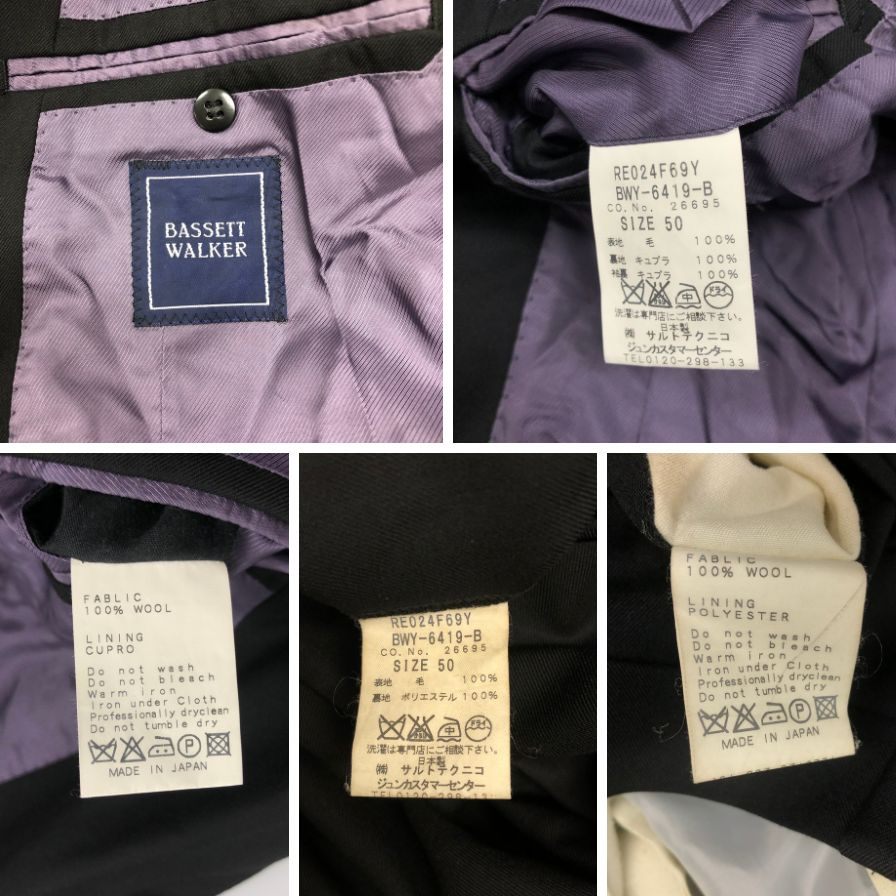 BASSETT
WALKER
RE024F69Y
BWY-6419-B
CO.No. 26695
SIZE 50
表地 毛 100%
裏地 キュプラ 100%
袖裏 キュプラ 100%
ドライ
洗濯は専門店にご相談下さい。
日本製
㈱ サルトテクニコ
ジュンカスタマーセンター
TEL0120-298-133
FABLIC
100% WOOL
LINING
CUPRO
Do not wash
Do not bleach
Warm iron
Iron under Cloth
Professionally dryclean
Do not tumble dry
P
MADE IN JAPAN
RE024F69Y
BWY-6419-B
CO.No. 26695
SIZE 50
表地 毛 100%
裏地 ポリエステル 100%
ドライ
洗濯は専門店にご相談下さい。
日本製
㈱ サルトテクニコ
ジュンカスタマーセンター
TEL0120-298-13
FABLIC
100% WOOL
LINING
POLYESTER
Do not wash
Do not bleach
Warm iron
Iron under Cloth
Professionally dryclean
Do not tumble dry
P
MADE IN JAPAN